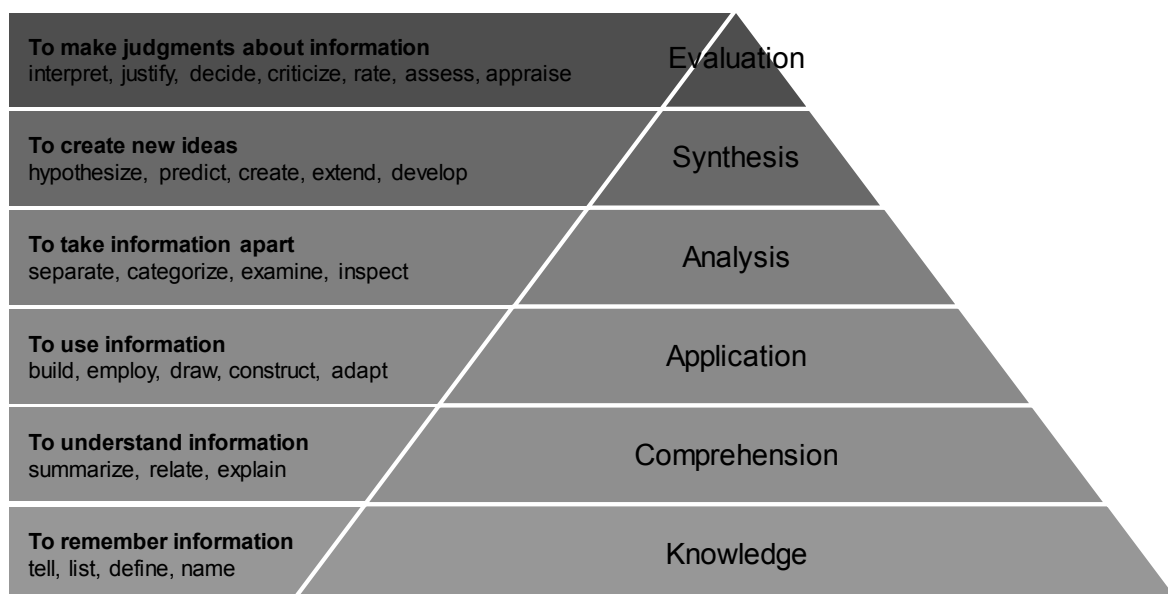 To make judgments about information
interpret, justify, decide, criticize, rate, assess, appraise
Evaluation
To create new ideas
hypothesize, predict, create, extend, develop
Synthesis
To take information apart
separate, categorize, examine, inspect
Analysis
To use information
build, employ, draw, construct, adapt
Application
To understand information
summarize, relate, explain
Comprehension
To remember information
tell, list, define, name
Knowledge